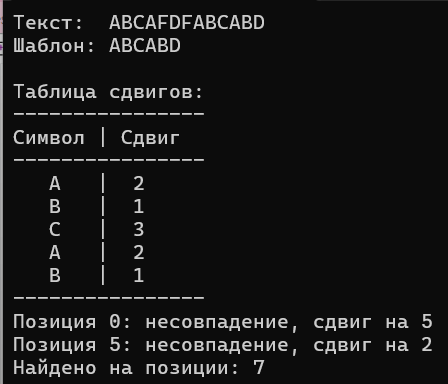 Текст:  ABCAFDFABCABD
Шаблон: ABCABD
Таблица сдвигов:
----------------
Символ | Сдвиг
----------------
   A   |  2
   B   |  1
   C   |  3
   A   |  2
   B   |  1
----------------
Позиция 0: несовпадение, сдвиг на 5
Позиция 5: несовпадение, сдвиг на 2
Найдено на позиции: 7